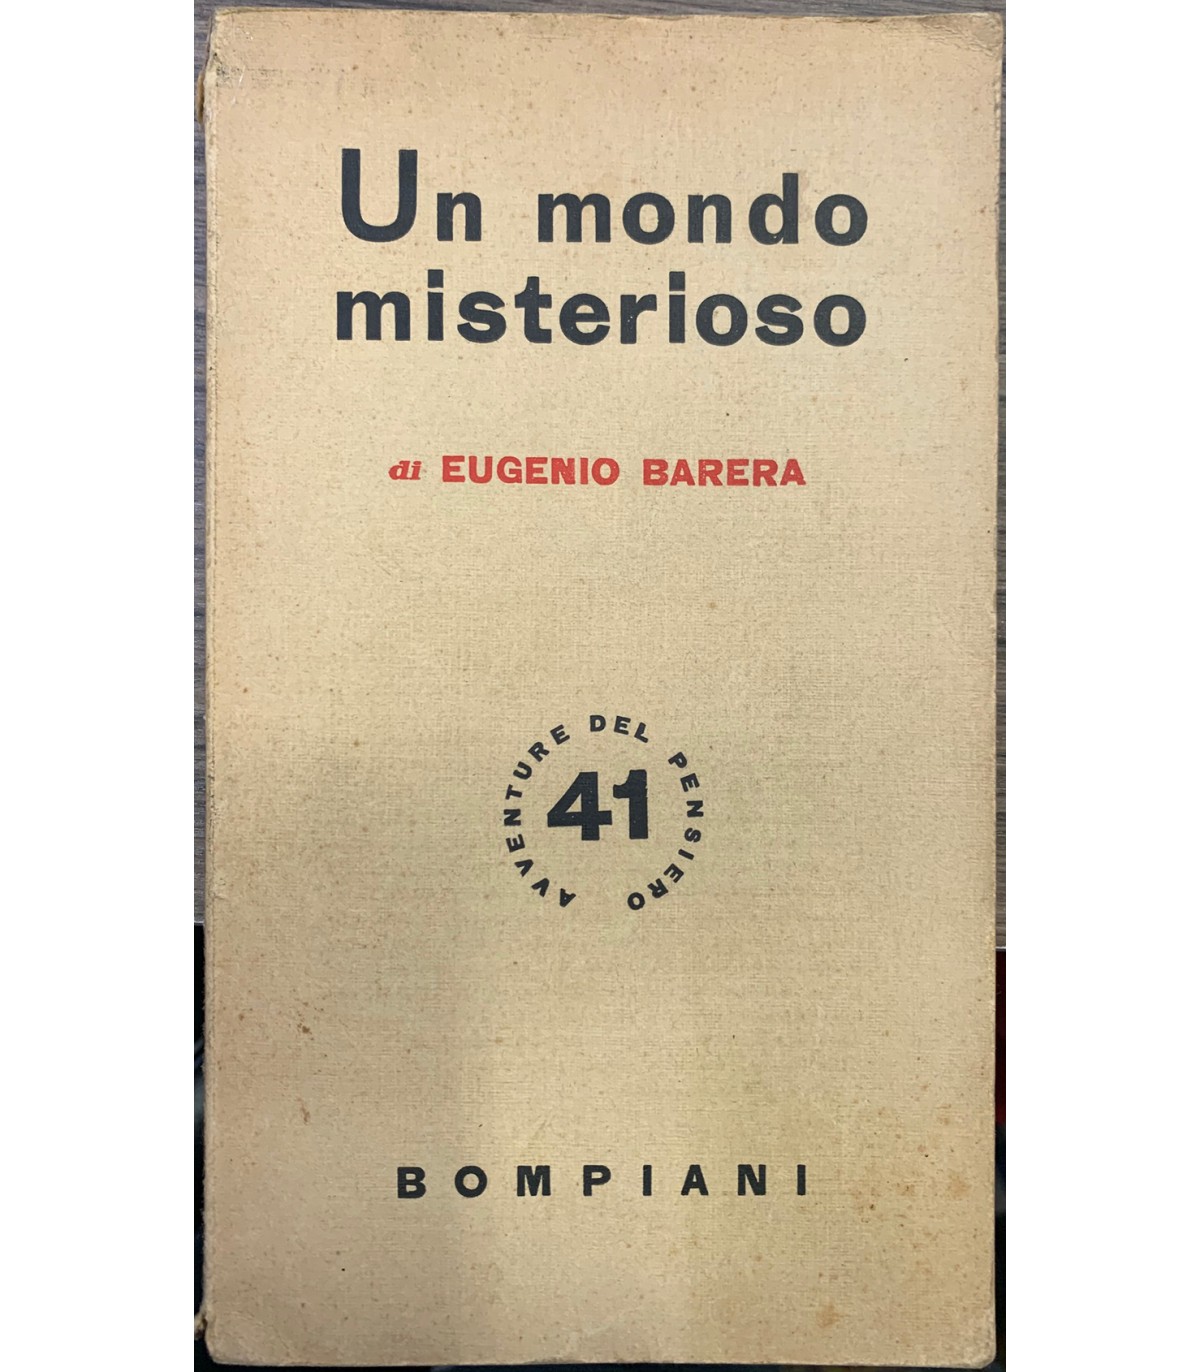 Un mondo
misterioso
di EUGENIO BARERA
AVVENTURE DEL PENSIERO
41
BOMPIANI